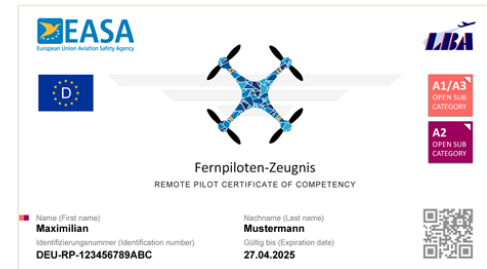 EASA
European Union Aviation Safety Agency
LBA
D
A1/A3
OPEN SUB
CATEGORY
A2
OPEN SUB
CATEGORY
Fernpiloten-Zeugnis
REMOTE PILOT CERTIFICATE OF COMPETENCY
Name (First name)
Maximilian
Nachname (Last name)
Mustermann
Identifizierungsnummer (Identification number)
DEU-RP-123456789ABC
Gültig bis (Expiration date)
27.04.2025